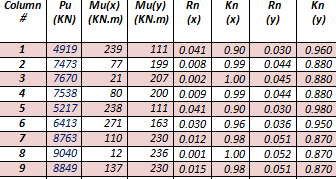 Column # Pu (KN) Mu(x) (KN.m) Mu(y) (KN.m) Rn (x) Kn (x) Rn (y) Kn (y)
1 4919 239 111 0.041 0.90 0.030 0.960
2 7473 77 199 0.008 0.99 0.044 0.880
3 7670 21 207 0.002 1.00 0.045 0.880
4 7538 80 200 0.009 0.99 0.044 0.880
5 5217 238 111 0.041 0.90 0.030 0.980
6 6413 271 163 0.030 0.96 0.036 0.950
7 8763 110 230 0.012 0.98 0.051 0.870
8 9040 12 236 0.001 1.00 0.052 0.870
9 8849 137 230 0.015 0.98 0.051 0.870